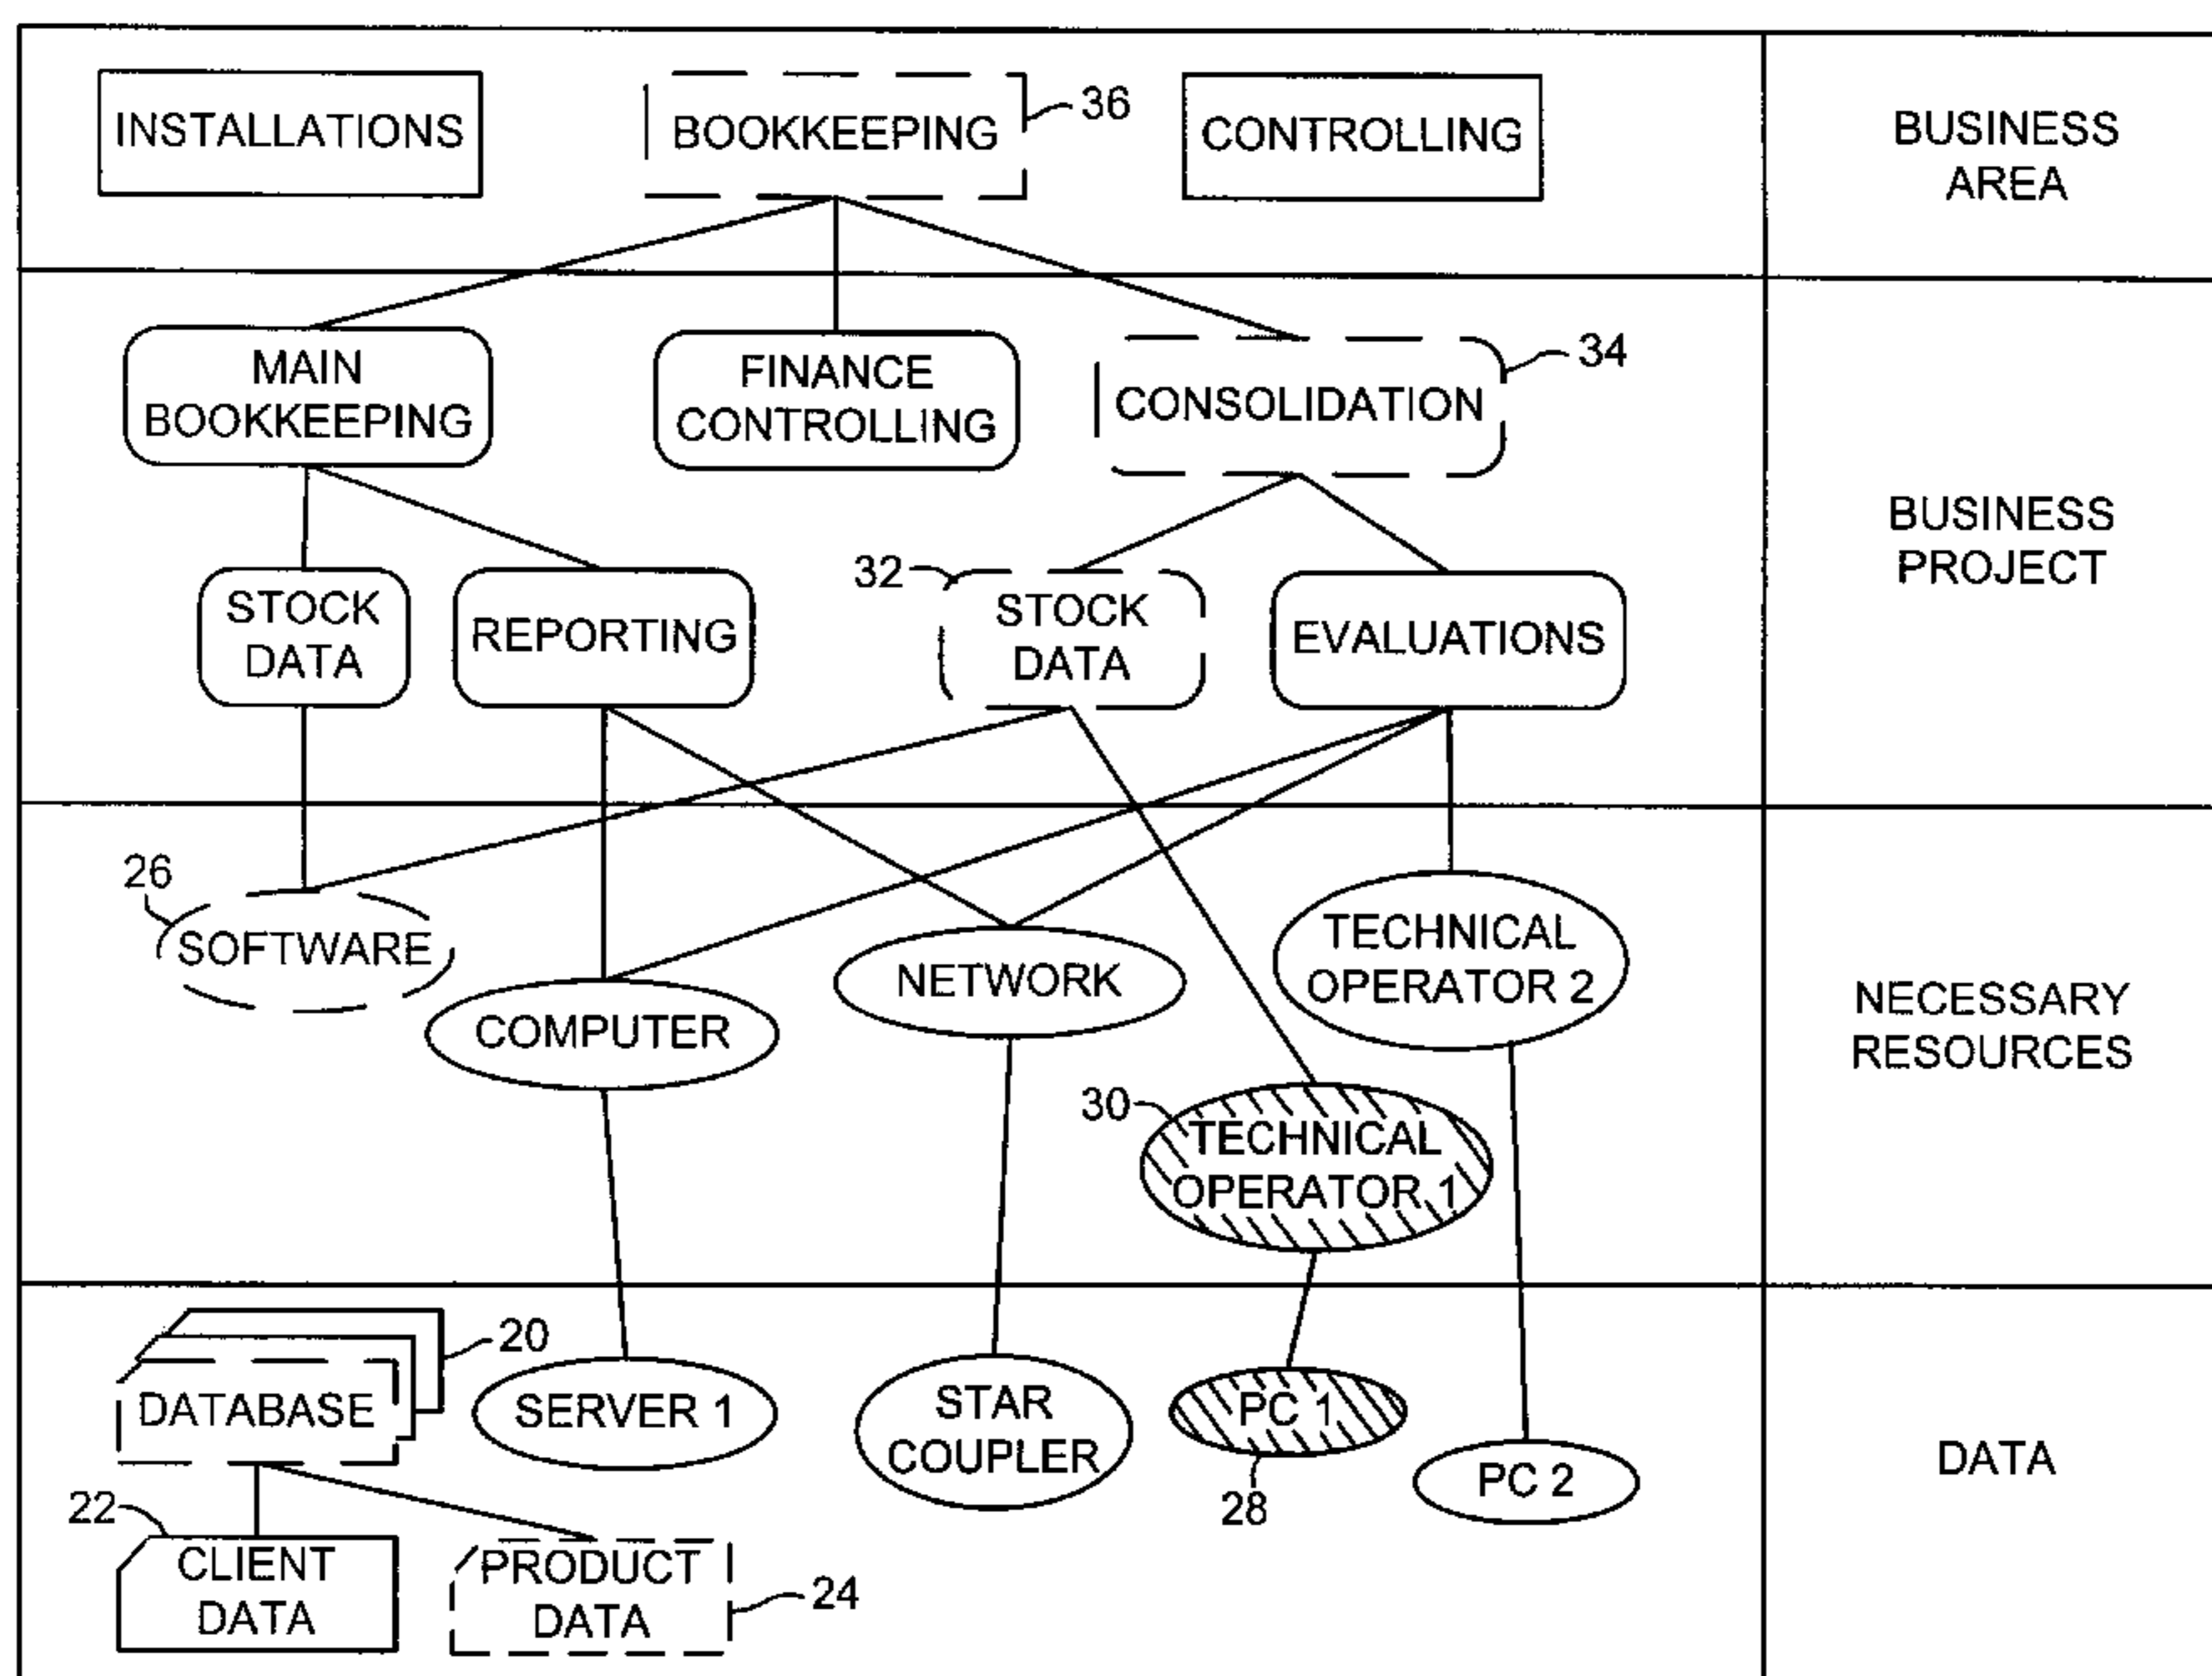 INSTALLATIONS
BOOKKEEPING
36
CONTROLLING
BUSINESS
AREA
MAIN
BOOKKEEPING
FINANCE
CONTROLLING
CONSOLIDATION
34
BUSINESS
PROJECT
STOCK
DATA
REPORTING
32
STOCK
DATA
EVALUATIONS
26
SOFTWARE
COMPUTER
NETWORK
TECHNICAL
OPERATOR 2
30
TECHNICAL
OPERATOR 1
NECESSARY
RESOURCES
20
DATABASE
SERVER 1
STAR
COUPLER
PC 1
28
PC 2
DATA
22
CLIENT
DATA
PRODUCT
DATA
24